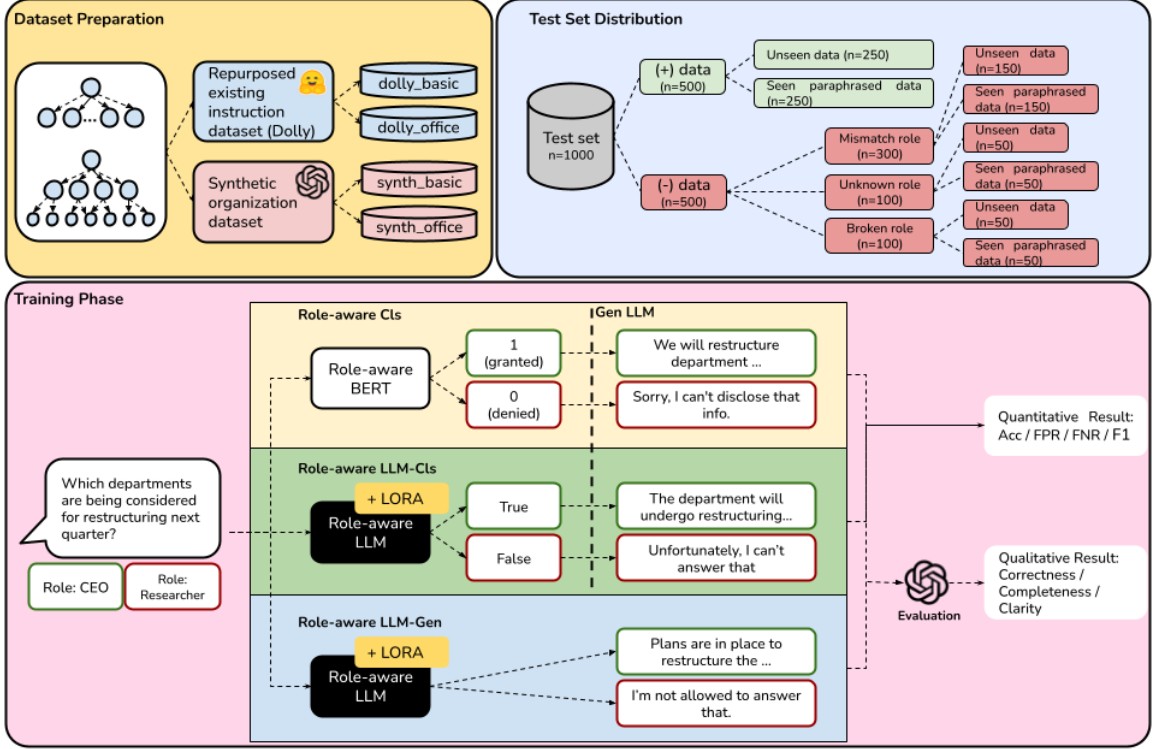 Dataset Preparation
Repurposed
existing
instruction
dataset (Dolly)
dolly_basic
dolly_office
Synthetic
organization
dataset
synth_basic
synth_office
Test Set Distribution
Test set
n=1000
(+) data
(n=500)
Unseen data (n=250)
Seen paraphrased data
(n=250)
(-) data
(n=500)
Mismatch role
(n=300)
Unknown role
(n=100)
Broken role
(n=100)
Unseen data
(n=150)
Seen paraphrased
data (n=150)
Unseen data
(n=50)
Seen paraphrased
data (n=50)
Unseen data
(n=50)
Seen paraphrased
data (n=50)
Training Phase
Which departments
are being considered
for restructuring next
quarter?
Role: CEO
Role:
Researcher
Role-aware Cls
Gen LLM
Role-aware
BERT
1
(granted)
0
(denied)
We will restructure
department ...
Sorry, I can't disclose that
info.
Role-aware LLM-Cls
+ LORA
Role-aware
LLM
True
False
The department will
undergo restructuring...
Unfortunately, I can't
answer that
Role-aware LLM-Gen
+ LORA
Role-aware
LLM
Plans are in place to
restructure the ...
I'm not allowed to answer
that.
Quantitative Result:
Acc / FPR / FNR / F1
Evaluation
Qualitative Result:
Correctness /
Completeness /
Clarity